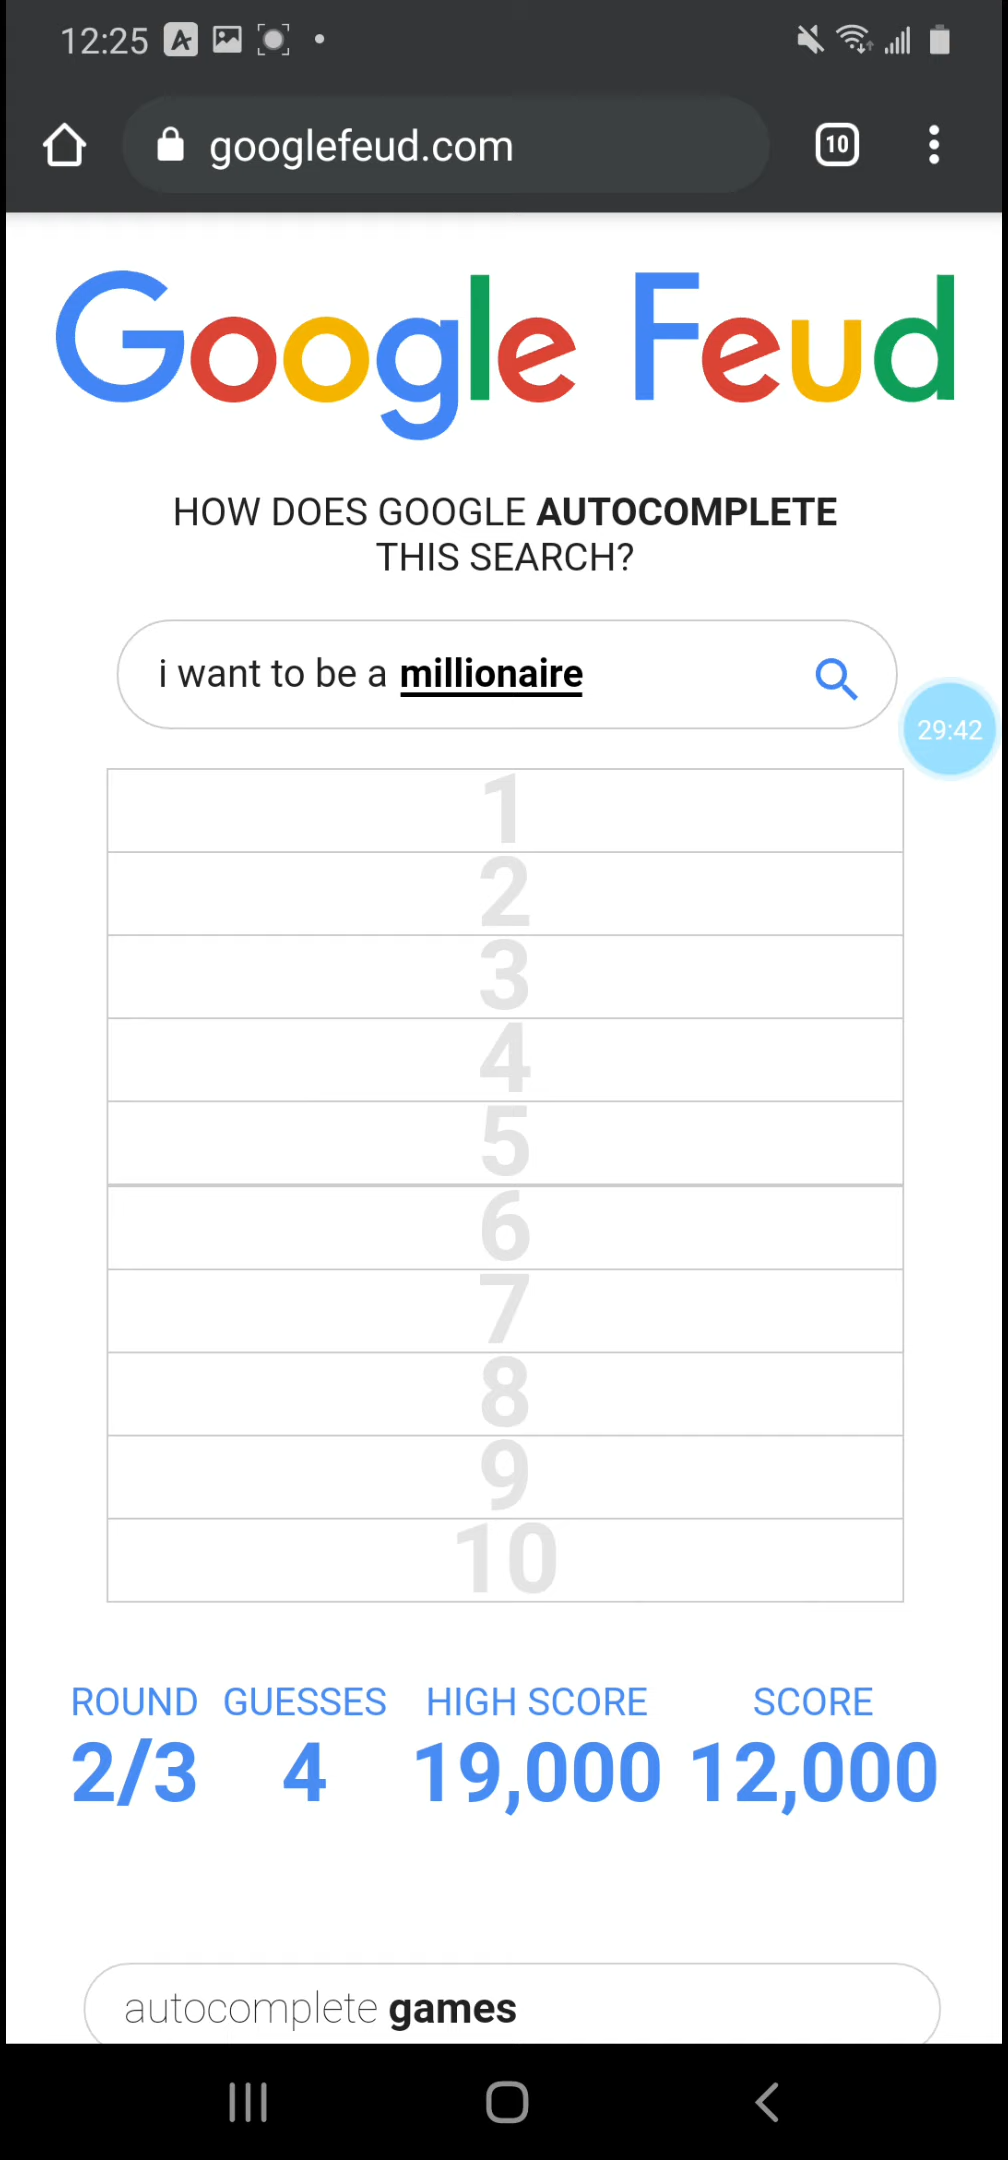 12:25
googlefeud.com
10
Google Feud
HOW DOES GOOGLE AUTOCOMPLETE
THIS SEARCH?
i want to be a millionaire
29:42
1
2
3
4
5
6
7
8
9
10
ROUND GUESSES HIGH SCORE SCORE
2/3 4 19,000 12,000
autocomplete games